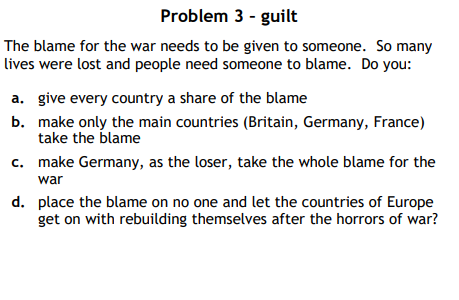 Problem 3 - guilt
The blame for the war needs to be given to someone.  So many
lives were lost and people need someone to blame.  Do you:
a.  give every country a share of the blame
b.  make only the main countries (Britain, Germany, France)
take the blame
c.  make Germany, as the loser, take the whole blame for the
war
d.  place the blame on no one and let the countries of Europe
get on with rebuilding themselves after the horrors of war?